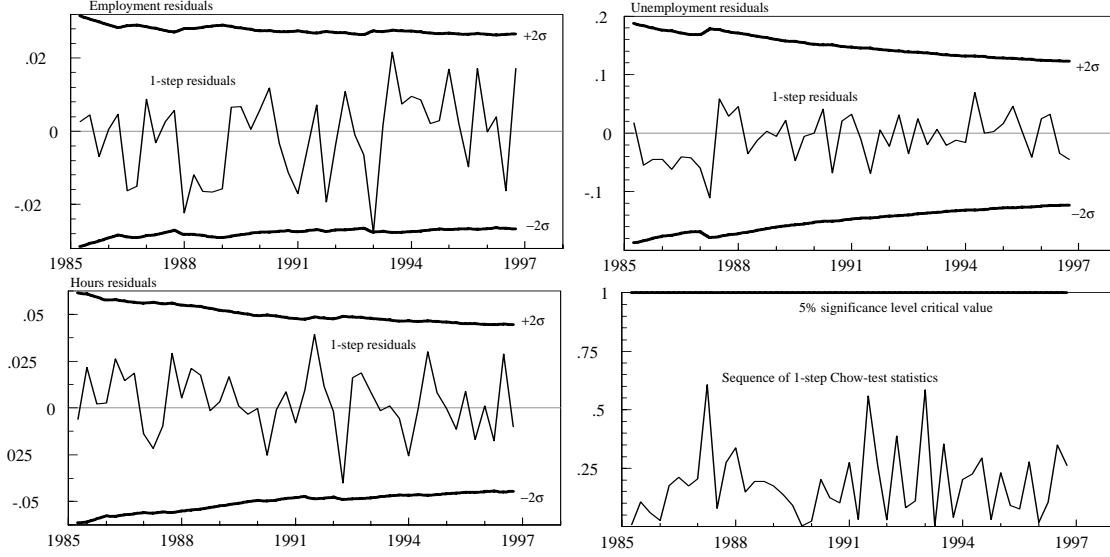 Employment residuals
+2σ
.02
1-step residuals
0
-.02
−2σ
1985 1988 1991 1994 1997
Unemployment residuals
.2
+2σ
.1
1-step residuals
0
-.1
−2σ
1985 1988 1991 1994 1997
Hours residuals
.05
+2σ
1-step residuals
.025
0
025
-.05
−2σ
1985 1988 1991 1994 1997
1
5% significance level critical value
.75
Sequence of 1-step Chow-test statistics
.5
.25
1985 1988 1991 1994 1997